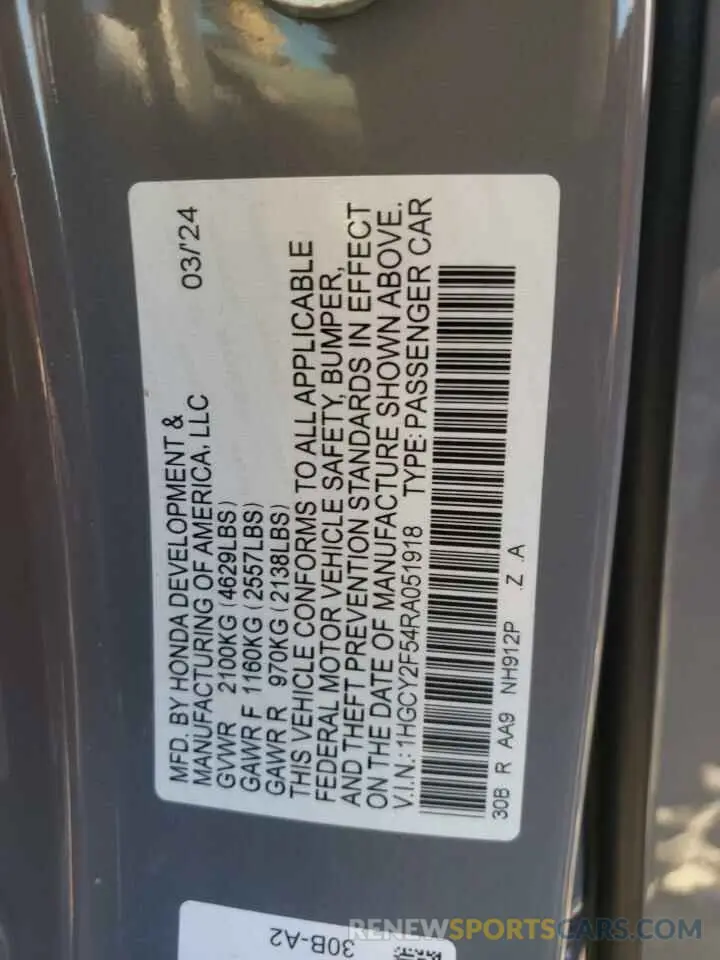 MFD. BY HONDA DEVELOPMENT &
MANUFACTURING OF AMERICA, LLC 03/'24
GVWR 2100KG (4629LBS)
GAWR F 1160KG (2557LBS)
GAWR R 970KG (2138LBS)
THIS VEHICLE CONFORMS TO ALL APPLICABLE
FEDERAL MOTOR VEHICLE SAFETY, BUMPER,
AND THEFT PREVENTION STANDARDS IN EFFECT
ON THE DATE OF MANUFACTURE SHOWN ABOVE.
V.I.N.: 1HGCY2F54RA051918 TYPE: PASSENGER CAR
30B R AA9 NH912P .Z .A
30B-A2
RENEWSPORTSCARS.COM